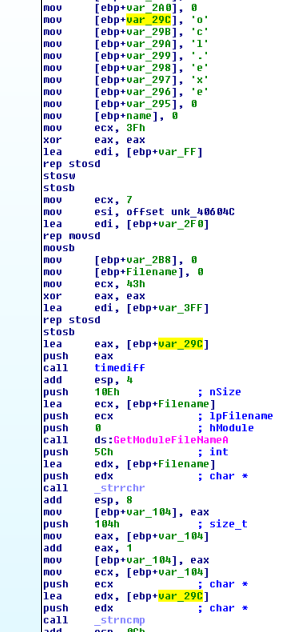 mov [ebp+var_2A0], 0
mov [ebp+var_29C], 'o'
mov [ebp+var_29B], 'c'
mov [ebp+var_29A], 'l'
mov [ebp+var_299], '.'
mov [ebp+var_298], 'e'
mov [ebp+var_297], 'x'
mov [ebp+var_296], 'e'
mov [ebp+var_295], 0
mov [ebp+name], 0
mov ecx, 3Fh
xor eax, eax
lea edi, [ebp+var_FF]
rep stosd
stosw
stosb
mov ecx, 7
mov esi, offset unk_40604C
lea edi, [ebp+var_2F0]
rep movsd
movsb
mov [ebp+var_2B8], 0
mov [ebp+Filename], 0
mov ecx, 43h
xor eax, eax
lea edi, [ebp+var_3FF]
rep stosd
stosb
lea eax, [ebp+var_29C]
push eax
call timediff
add esp, 4
push 10Eh ; nSize
lea ecx, [ebp+Filename]
push ecx ; lpFilename
push 0 ; hModule
call ds:GetModuleFileNameA
push 5Ch ; int
lea edx, [ebp+Filename]
push edx ; char *
call _strrchr
add esp, 8
mov [ebp+var_104], eax
push 104h ; size_t
mov eax, [ebp+var_104]
add eax, 1
mov [ebp+var_104], eax
mov ecx, [ebp+var_104]
push ecx ; char *
lea edx, [ebp+var_29C]
push edx ; char *
call _strncmp
add esp, 0Ch